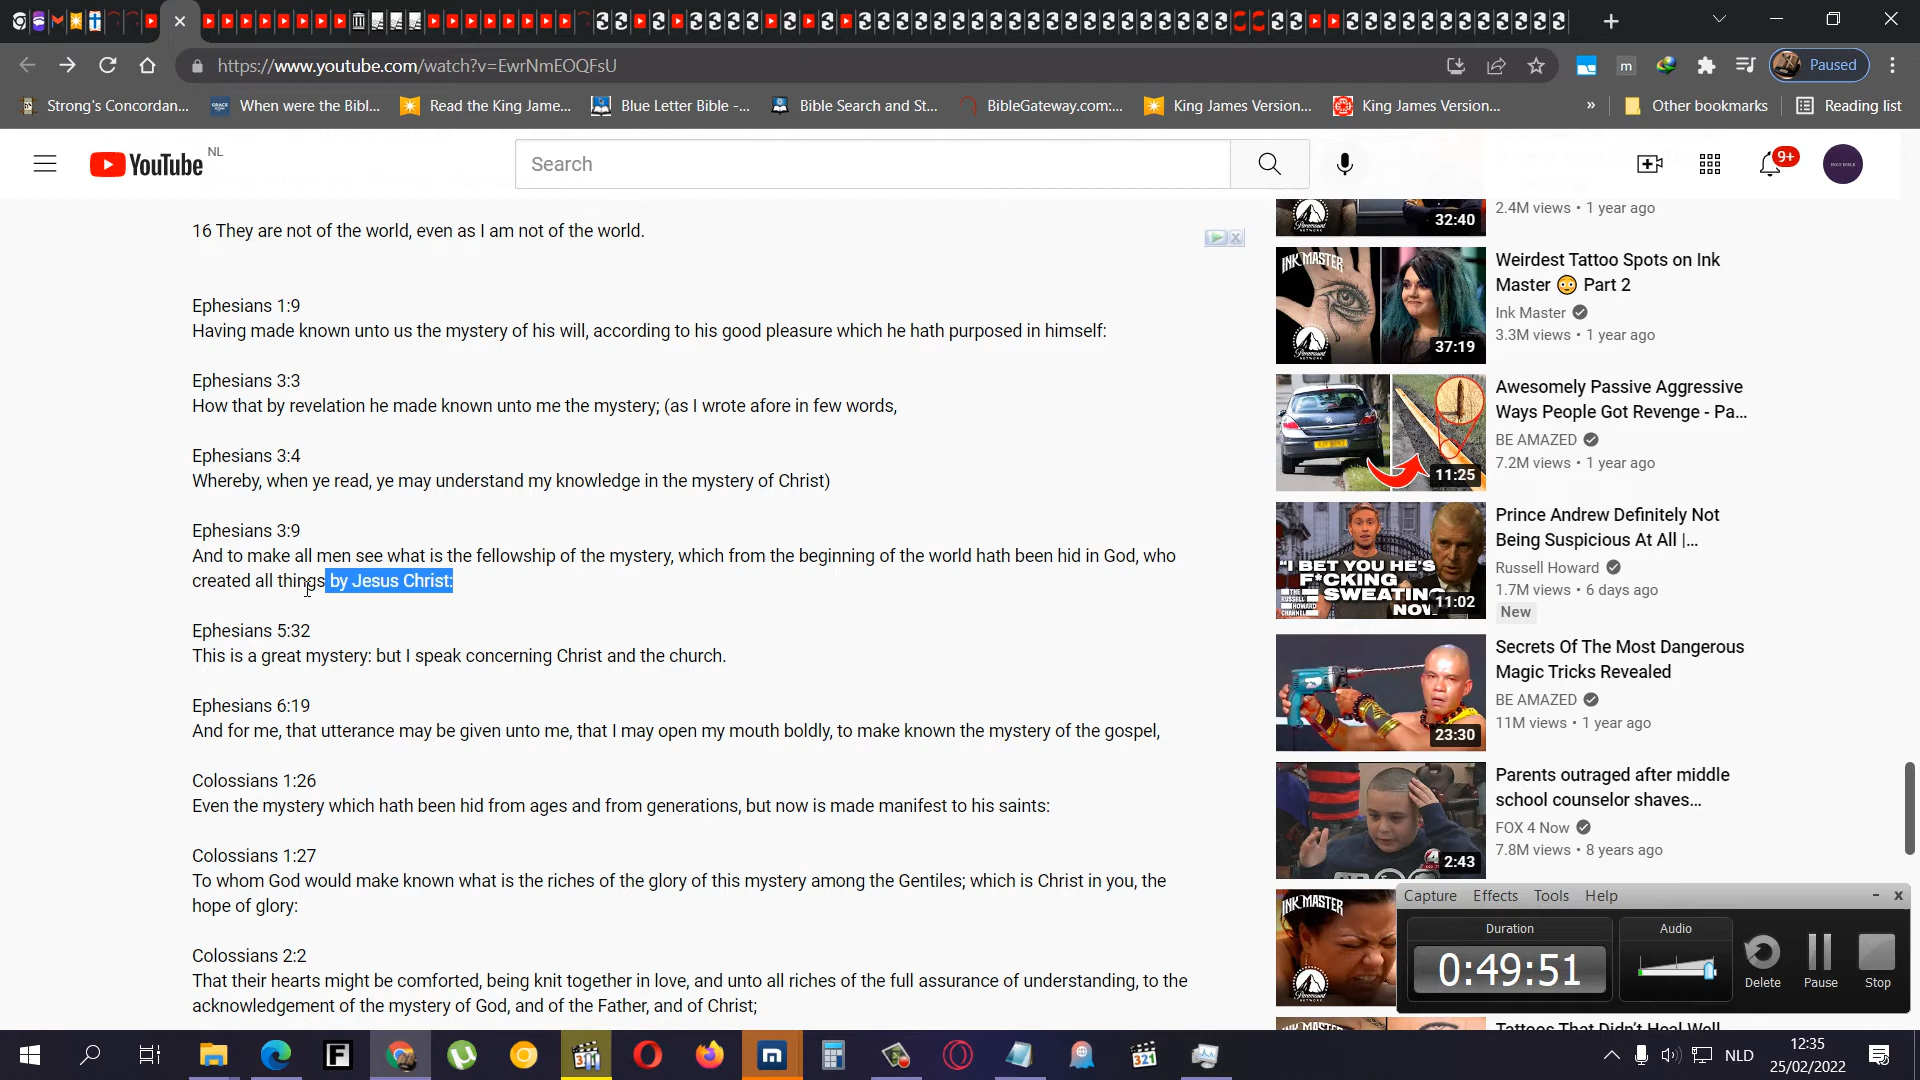 https://www.youtube.com/watch?v=EwrNmEOQFsU
Paused
Strong's Concordan...
When were the Bibl...
Read the King Jame...
Blue Letter Bible -...
Bible Search and St...
BibleGateway.com:...
King James Version...
King James Version...
»
Other bookmarks
Reading list
YouTube NL
Search
9+
16 They are not of the world, even as I am not of the world.
Ephesians 1:9
Having made known unto us the mystery of his will, according to his good pleasure which he hath purposed in himself:
Ephesians 3:3
How that by revelation he made known unto me the mystery; (as I wrote afore in few words,
Ephesians 3:4
Whereby, when ye read, ye may understand my knowledge in the mystery of Christ)
Ephesians 3:9
And to make all men see what is the fellowship of the mystery, which from the beginning of the world hath been hid in God, who
created all things by Jesus Christ:
Ephesians 5:32
This is a great mystery: but I speak concerning Christ and the church.
Ephesians 6:19
And for me, that utterance may be given unto me, that I may open my mouth boldly, to make known the mystery of the gospel,
Colossians 1:26
Even the mystery which hath been hid from ages and from generations, but now is made manifest to his saints:
Colossians 1:27
To whom God would make known what is the riches of the glory of this mystery among the Gentiles; which is Christ in you, the
hope of glory:
Colossians 2:2
That their hearts might be comforted, being knit together in love, and unto all riches of the full assurance of understanding, to the
acknowledgement of the mystery of God, and of the Father, and of Christ;
32:40
2.4M views • 1 year ago
INK MASTER
37:19
Weirdest Tattoo Spots on Ink
Master 😳 Part 2
Ink Master
3.3M views • 1 year ago
11:25
Awesomely Passive Aggressive
Ways People Got Revenge - Pa...
BE AMAZED
7.2M views • 1 year ago
"I BET YOU HE'S
F*CKING
SWEATING
NOW
11:02
Prince Andrew Definitely Not
Being Suspicious At All |...
Russell Howard
1.7M views • 6 days ago
New
23:30
Secrets Of The Most Dangerous
Magic Tricks Revealed
BE AMAZED
11M views • 1 year ago
2:43
Parents outraged after middle
school counselor shaves...
FOX 4 Now
7.8M views • 8 years ago
INK MASTER
Tattoos That Didn't Heal Well
Capture Effects Tools Help
Duration
0:49:51
Audio
Delete
Pause
Stop
NLD
12:35
25/02/2022